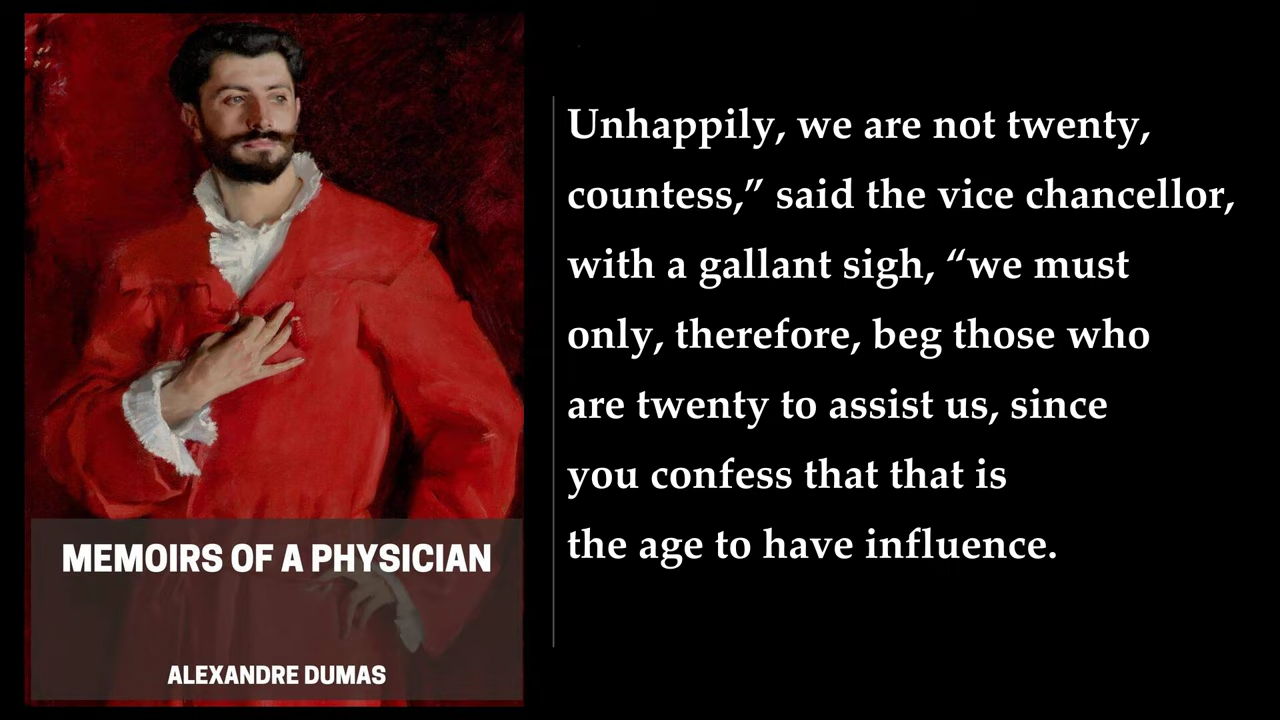 MEMOIRS OF A PHYSICIAN
ALEXANDRE DUMAS
Unhappily, we are not twenty,
countess,” said the vice chancellor,
with a gallant sigh, “we must
only, therefore, beg those who
are twenty to assist us, since
you confess that that is
the age to have influence.